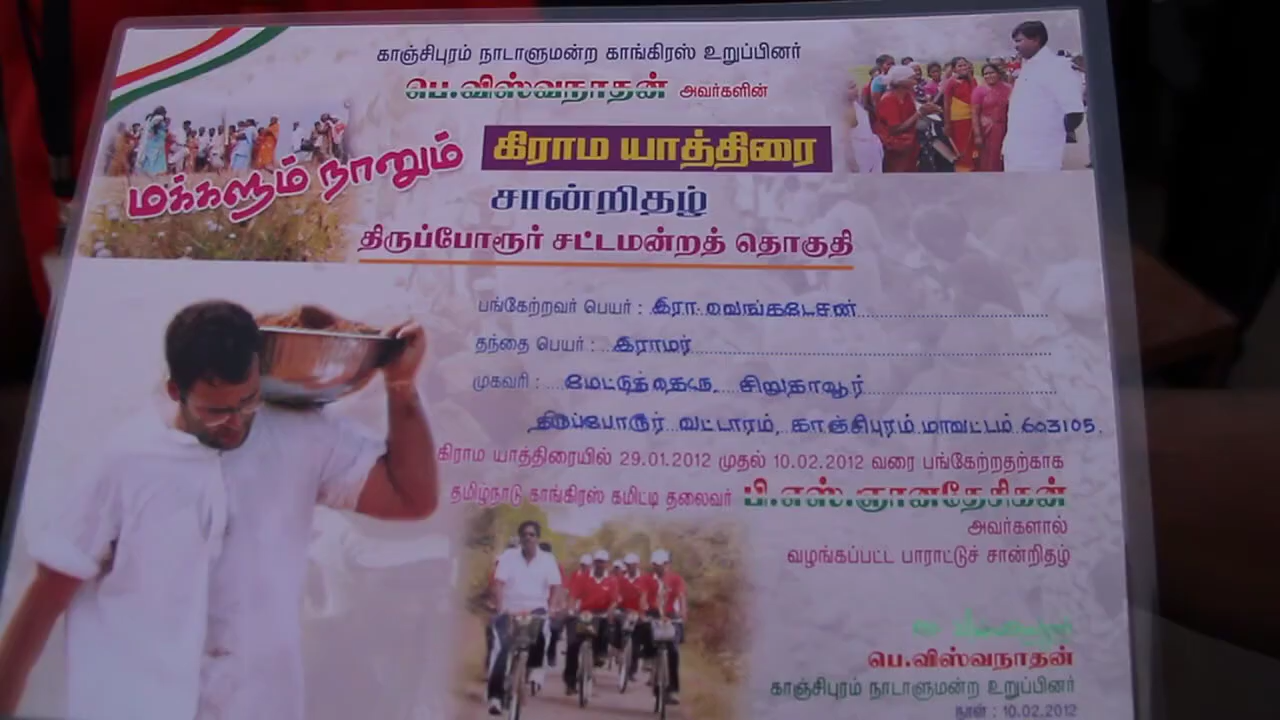 காஞ்சிபுரம் நாடாளுமன்ற காங்கிரஸ் உறுப்பினர்
பெ.விஸ்வநாதன் அவர்களின்
மக்களும் நானும் கிராம யாத்திரை
சான்றிதழ்
திருப்போரூர் சட்டமன்றத் தொகுதி
பங்கேற்றவர் பெயர் : இரா வெங்கடேசன்
தந்தை பெயர் : இராமர்
முகவரி : மேட்டுத்தெரு, சிறுதாவூர்
திருப்போரூர் வட்டாரம், காஞ்சிபுரம் மாவட்டம் 603105.
கிராம யாத்திரையில் 29.01.2012 முதல் 10.02.2012 வரை பங்கேற்றதற்காக
தமிழ்நாடு காங்கிரஸ் கமிட்டி தலைவர் பி.எஸ்.ஞானதேசிகன்
அவர்களால்
வழங்கப்பட்ட பாராட்டுச் சான்றிதழ்
பெ.விஸ்வநாதன்
காஞ்சிபுரம் நாடாளுமன்ற உறுப்பினர்
நாள் : 10.02.2012